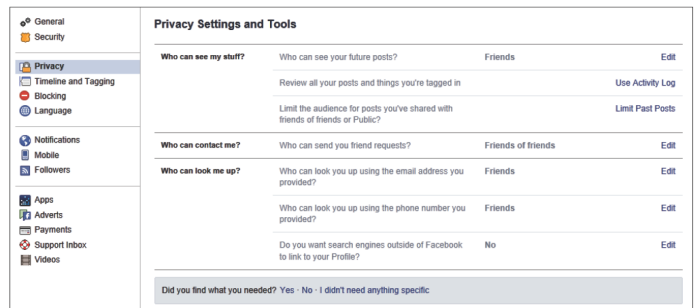 General
Security
Privacy
Timeline and Tagging
Blocking
Language
Notifications
Mobile
Followers
Apps
Adverts
Payments
Support Inbox
Videos
Privacy Settings and Tools
Who can see my stuff? Who can see your future posts? Friends Edit
Review all your posts and things you're tagged in Use Activity Log
Limit the audience for posts you've shared with Limit Past Posts
friends of friends or Public?
Who can contact me? Who can send you friend requests? Friends of friends Edit
Who can look me up? Who can look you up using the email address you Friends Edit
provided?
Who can look you up using the phone number you Friends Edit
provided?
Do you want search engines outside of Facebook No Edit
to link to your Profile?
Did you find what you needed? Yes · No · I didn't need anything specific